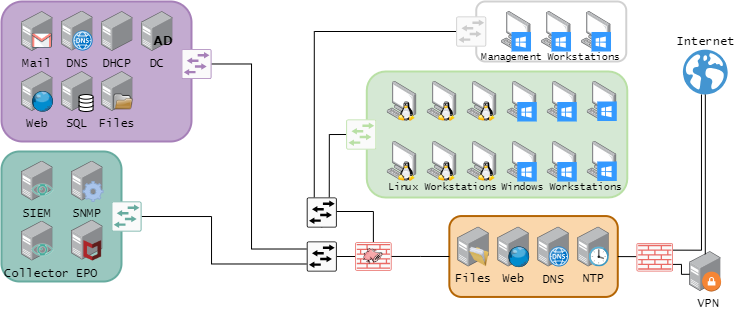 Mail DNS DHCP DC
AD
Web SQL Files
SIEM SNMP
Collector EPO
Management Workstations
Linux Workstations Windows Workstations
Files Web DNS NTP
DNS
DNS
Internet
VPN